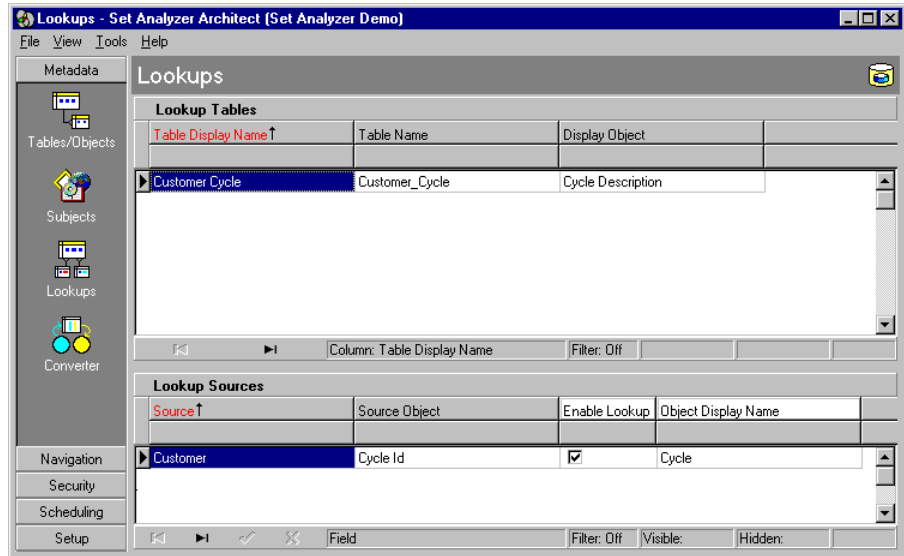 Lookups - Set Analyzer Architect (Set Analyzer Demo)
File View Tools Help
Metadata
Tables/Objects
Subjects
Lookups
Converter
Navigation
Security
Scheduling
Setup
Lookups
Lookup Tables
Table Display Name↑ Table Name Display Object
Customer Cycle Customer_Cycle Cycle Description
Column: Table Display Name Filter: Off
Lookup Sources
Source↑ Source Object Enable Lookup Object Display Name
Customer Cycle Id Cycle
Field Filter: Off Visible: Hidden: